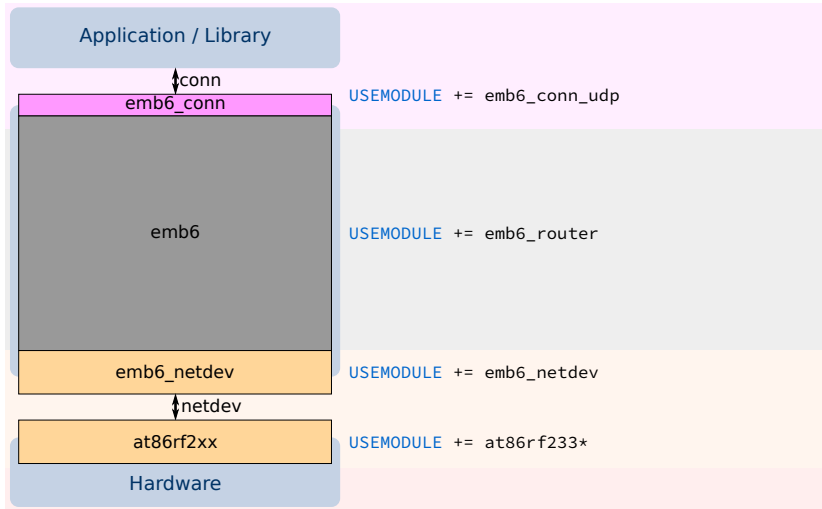 Application / Library
conn
emb6_conn
USEMODULE += emb6_conn_udp
emb6
USEMODULE += emb6_router
emb6_netdev
USEMODULE += emb6_netdev
netdev
at86rf2xx
USEMODULE += at86rf233*
Hardware